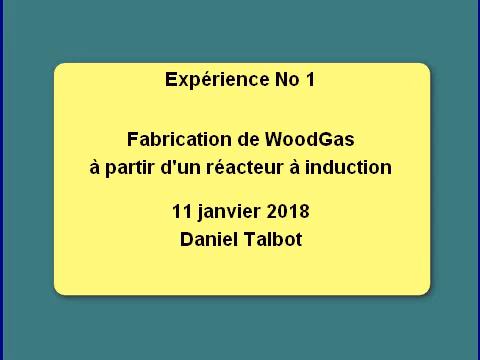 Expérience No 1
Fabrication de WoodGas
à partir d'un réacteur à induction
11 janvier 2018
Daniel Talbot